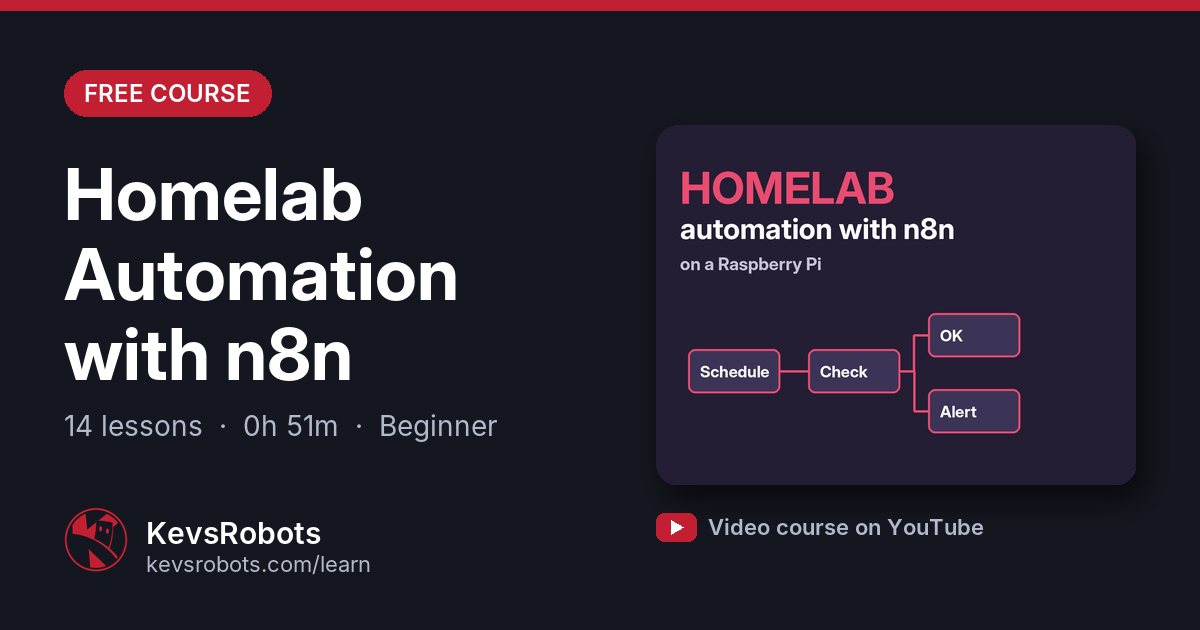 FREE COURSE
Homelab
Automation
with n8n
14 lessons · 0h 51m · Beginner
KevsRobots
kevsrobots.com/learn
HOMELAB
automation with n8n
on a Raspberry Pi
Schedule
Check
OK
Alert
Video course on YouTube